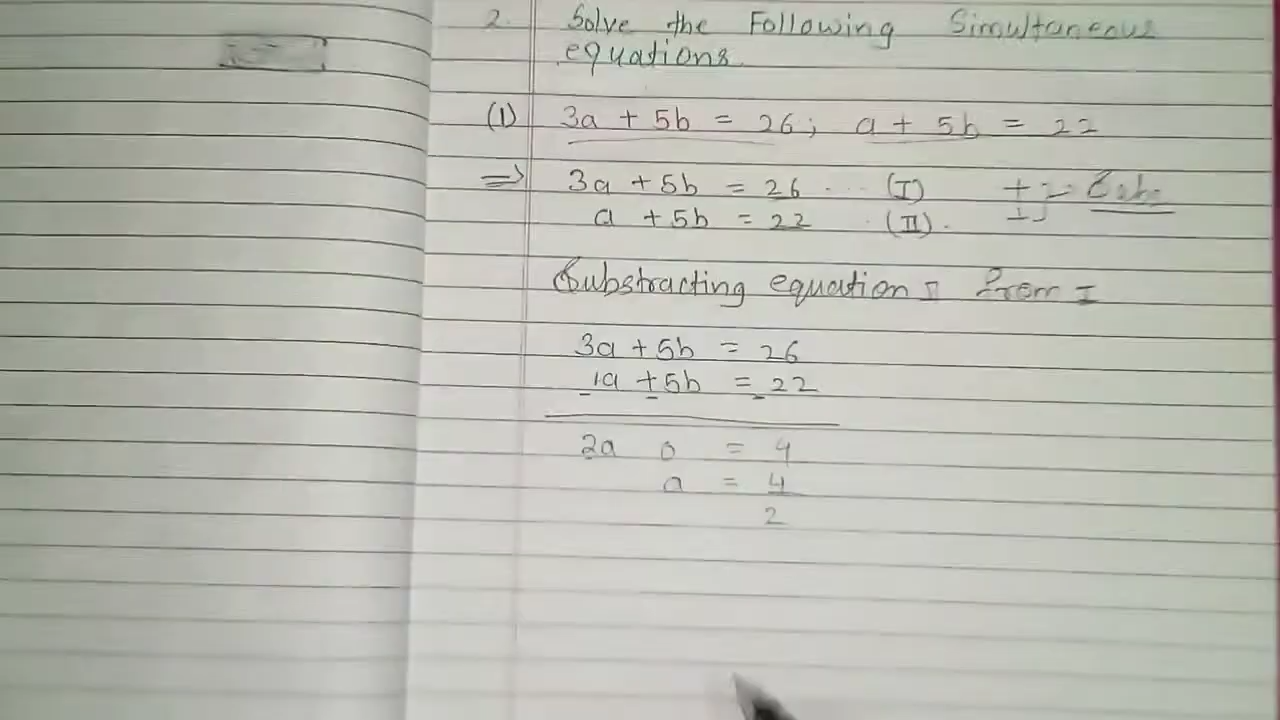 2. Solve the Following Simultaneous
equations
(1) 3a + 5b = 26; a + 5b = 22
⇒ 3a + 5b = 26 ... (I)
a + 5b = 22 (II).
Substracting equation II From I
3a + 5b = 26
1a + 5b = 22
- - -
2a 0 = 4
a = 4
2